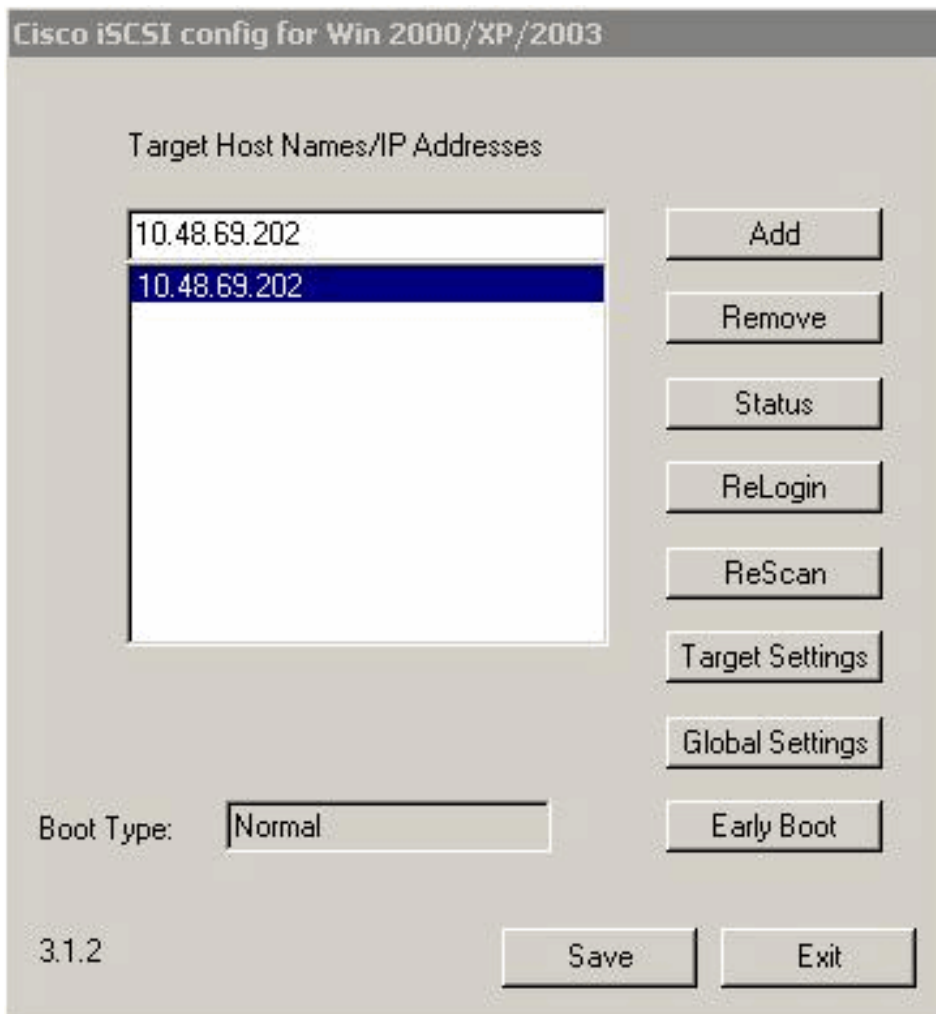 Cisco iSCSI config for Win 2000/XP/2003
Target Host Names/IP Addresses
10.48.69.202
Add
10.48.69.202
Remove
Status
ReLogin
ReScan
Target Settings
Global Settings
Boot Type:
Normal
Early Boot
3.1.2
Save
Exit